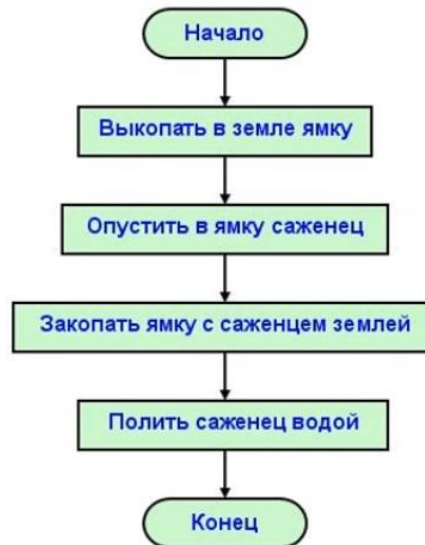 Начало
Выкопать в земле ямку
Опустить в ямку саженец
Закопать ямку с саженцем землей
Полить саженец водой
Конец